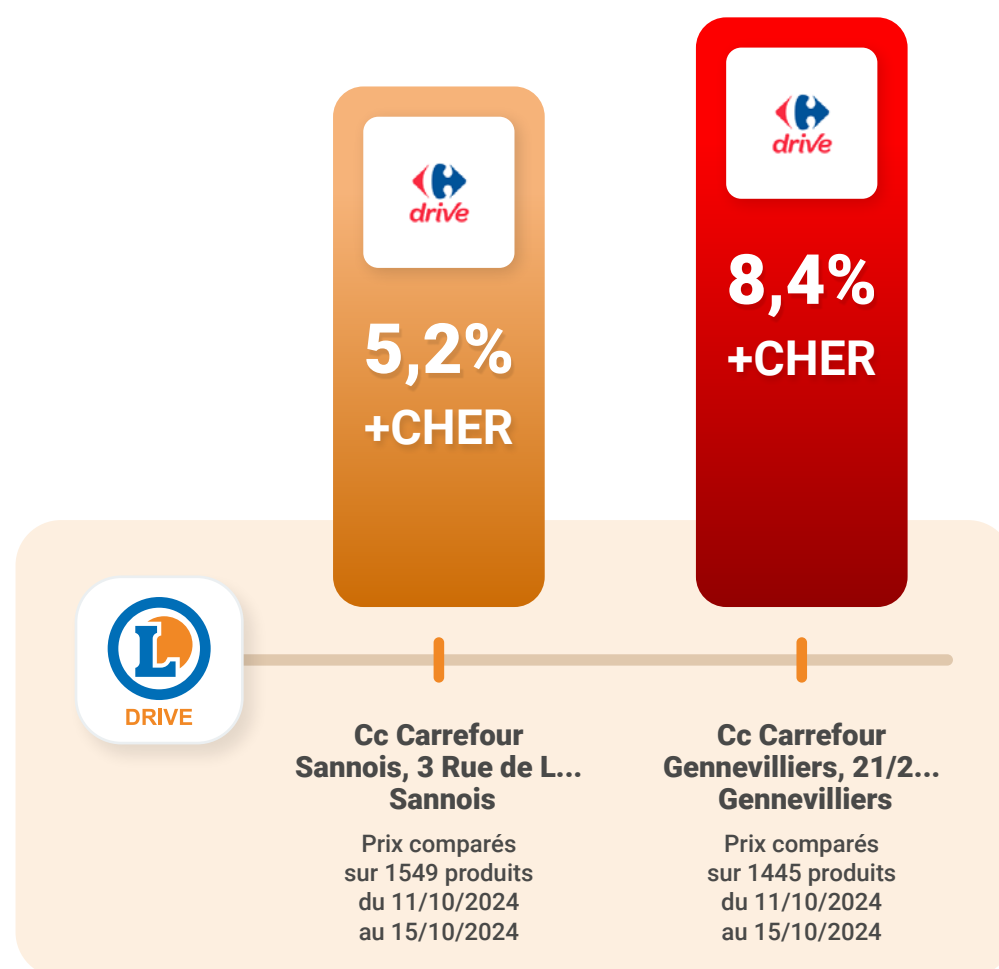 drive
5,2%
+CHER
drive
8,4%
+CHER
L
DRIVE
Cc Carrefour
Sannois, 3 Rue de L...
Sannois
Prix comparés
sur 1549 produits
du 11/10/2024
au 15/10/2024
Cc Carrefour
Gennevilliers, 21/2...
Gennevilliers
Prix comparés
sur 1445 produits
du 11/10/2024
au 15/10/2024